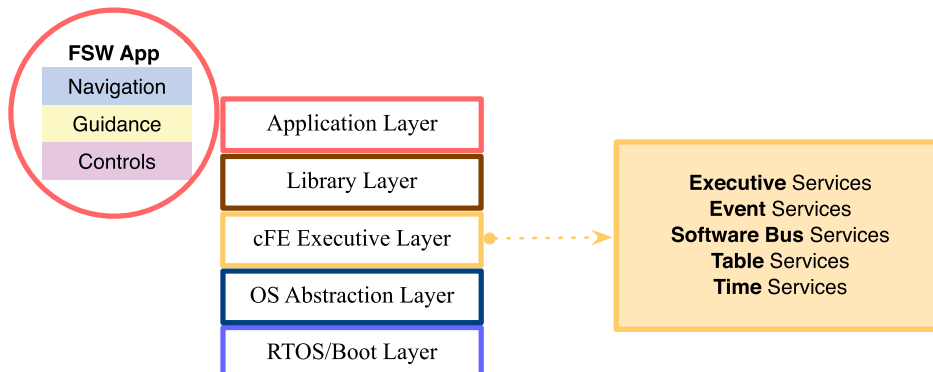 FSW App
Navigation
Guidance
Controls
Application Layer
Library Layer
cFE Executive Layer
OS Abstraction Layer
RTOS/Boot Layer
Executive Services
Event Services
Software Bus Services
Table Services
Time Services